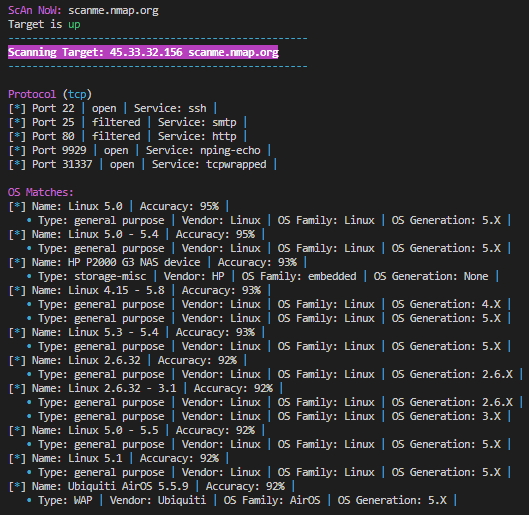 ScAn NoW: scanme.nmap.org
Target is up
--------------------------------------------------
Scanning Target: 45.33.32.156 scanme.nmap.org
--------------------------------------------------
Protocol (tcp)
[*] Port 22 | open | Service: ssh |
[*] Port 25 | filtered | Service: smtp |
[*] Port 80 | filtered | Service: http |
[*] Port 9929 | open | Service: nping-echo |
[*] Port 31337 | open | Service: tcpwrapped |
OS Matches:
[*] Name: Linux 5.0 | Accuracy: 95% |
• Type: general purpose | Vendor: Linux | OS Family: Linux | OS Generation: 5.X |
[*] Name: Linux 5.0 - 5.4 | Accuracy: 95% |
• Type: general purpose | Vendor: Linux | OS Family: Linux | OS Generation: 5.X |
[*] Name: HP P2000 G3 NAS device | Accuracy: 93% |
• Type: storage-misc | Vendor: HP | OS Family: embedded | OS Generation: None |
[*] Name: Linux 4.15 - 5.8 | Accuracy: 93% |
• Type: general purpose | Vendor: Linux | OS Family: Linux | OS Generation: 4.X |
• Type: general purpose | Vendor: Linux | OS Family: Linux | OS Generation: 5.X |
[*] Name: Linux 5.3 - 5.4 | Accuracy: 93% |
• Type: general purpose | Vendor: Linux | OS Family: Linux | OS Generation: 5.X |
[*] Name: Linux 2.6.32 | Accuracy: 92% |
• Type: general purpose | Vendor: Linux | OS Family: Linux | OS Generation: 2.6.X |
[*] Name: Linux 2.6.32 - 3.1 | Accuracy: 92% |
• Type: general purpose | Vendor: Linux | OS Family: Linux | OS Generation: 2.6.X |
• Type: general purpose | Vendor: Linux | OS Family: Linux | OS Generation: 3.X |
[*] Name: Linux 5.0 - 5.5 | Accuracy: 92% |
• Type: general purpose | Vendor: Linux | OS Family: Linux | OS Generation: 5.X |
[*] Name: Linux 5.1 | Accuracy: 92% |
• Type: general purpose | Vendor: Linux | OS Family: Linux | OS Generation: 5.X |
[*] Name: Ubiquiti AirOS 5.5.9 | Accuracy: 92% |
• Type: WAP | Vendor: Ubiquiti | OS Family: AirOS | OS Generation: 5.X |